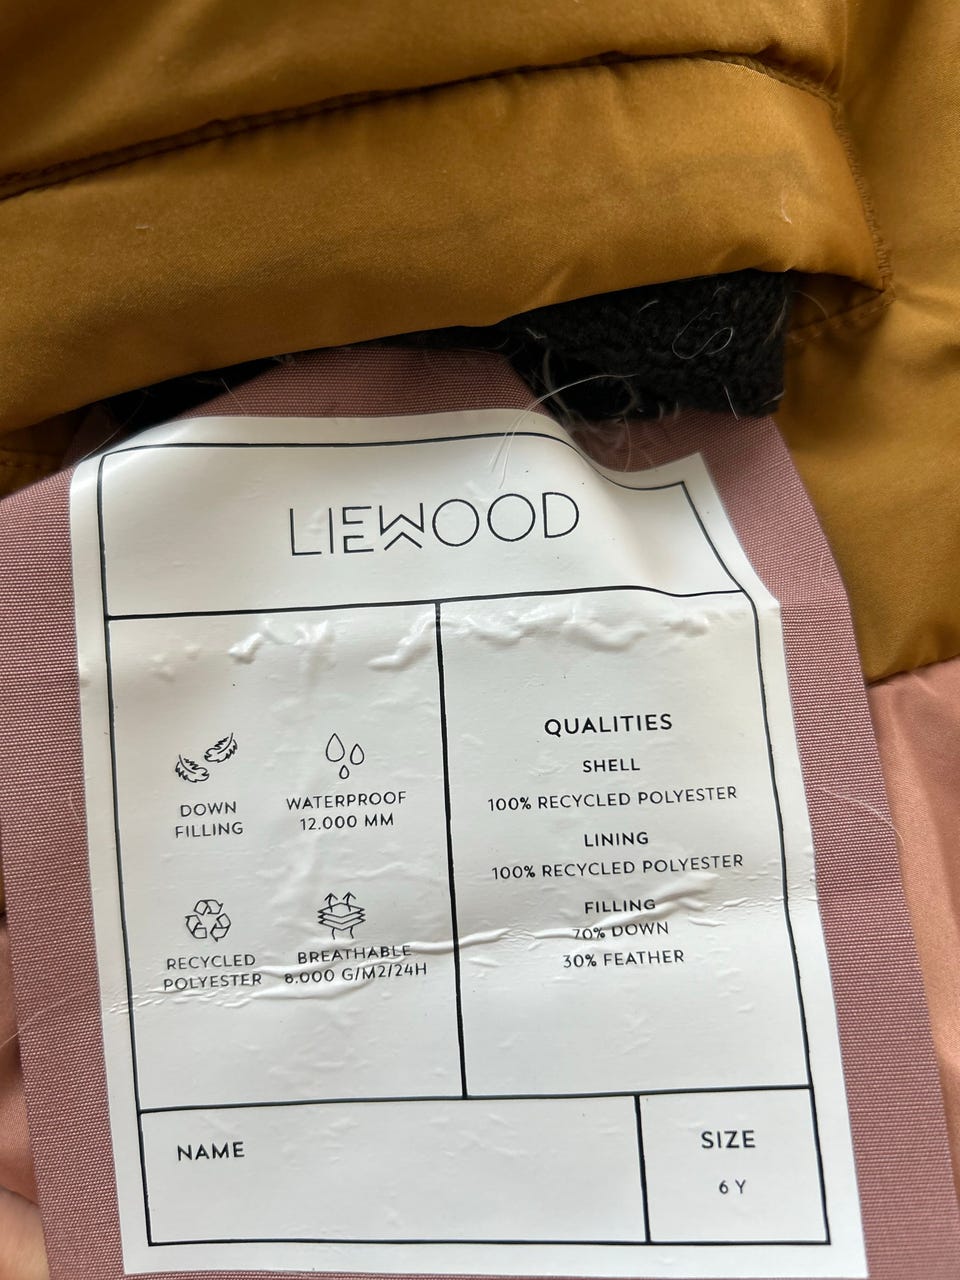 LIEWOOD
DOWN
FILLING
WATERPROOF
12.000 MM
RECYCLED
POLYESTER
BREATHABLE
8.000 G/M2/24H
QUALITIES
SHELL
100% RECYCLED POLYESTER
LINING
100% RECYCLED POLYESTER
FILLING
70% DOWN
30% FEATHER
NAME
SIZE
6 Y